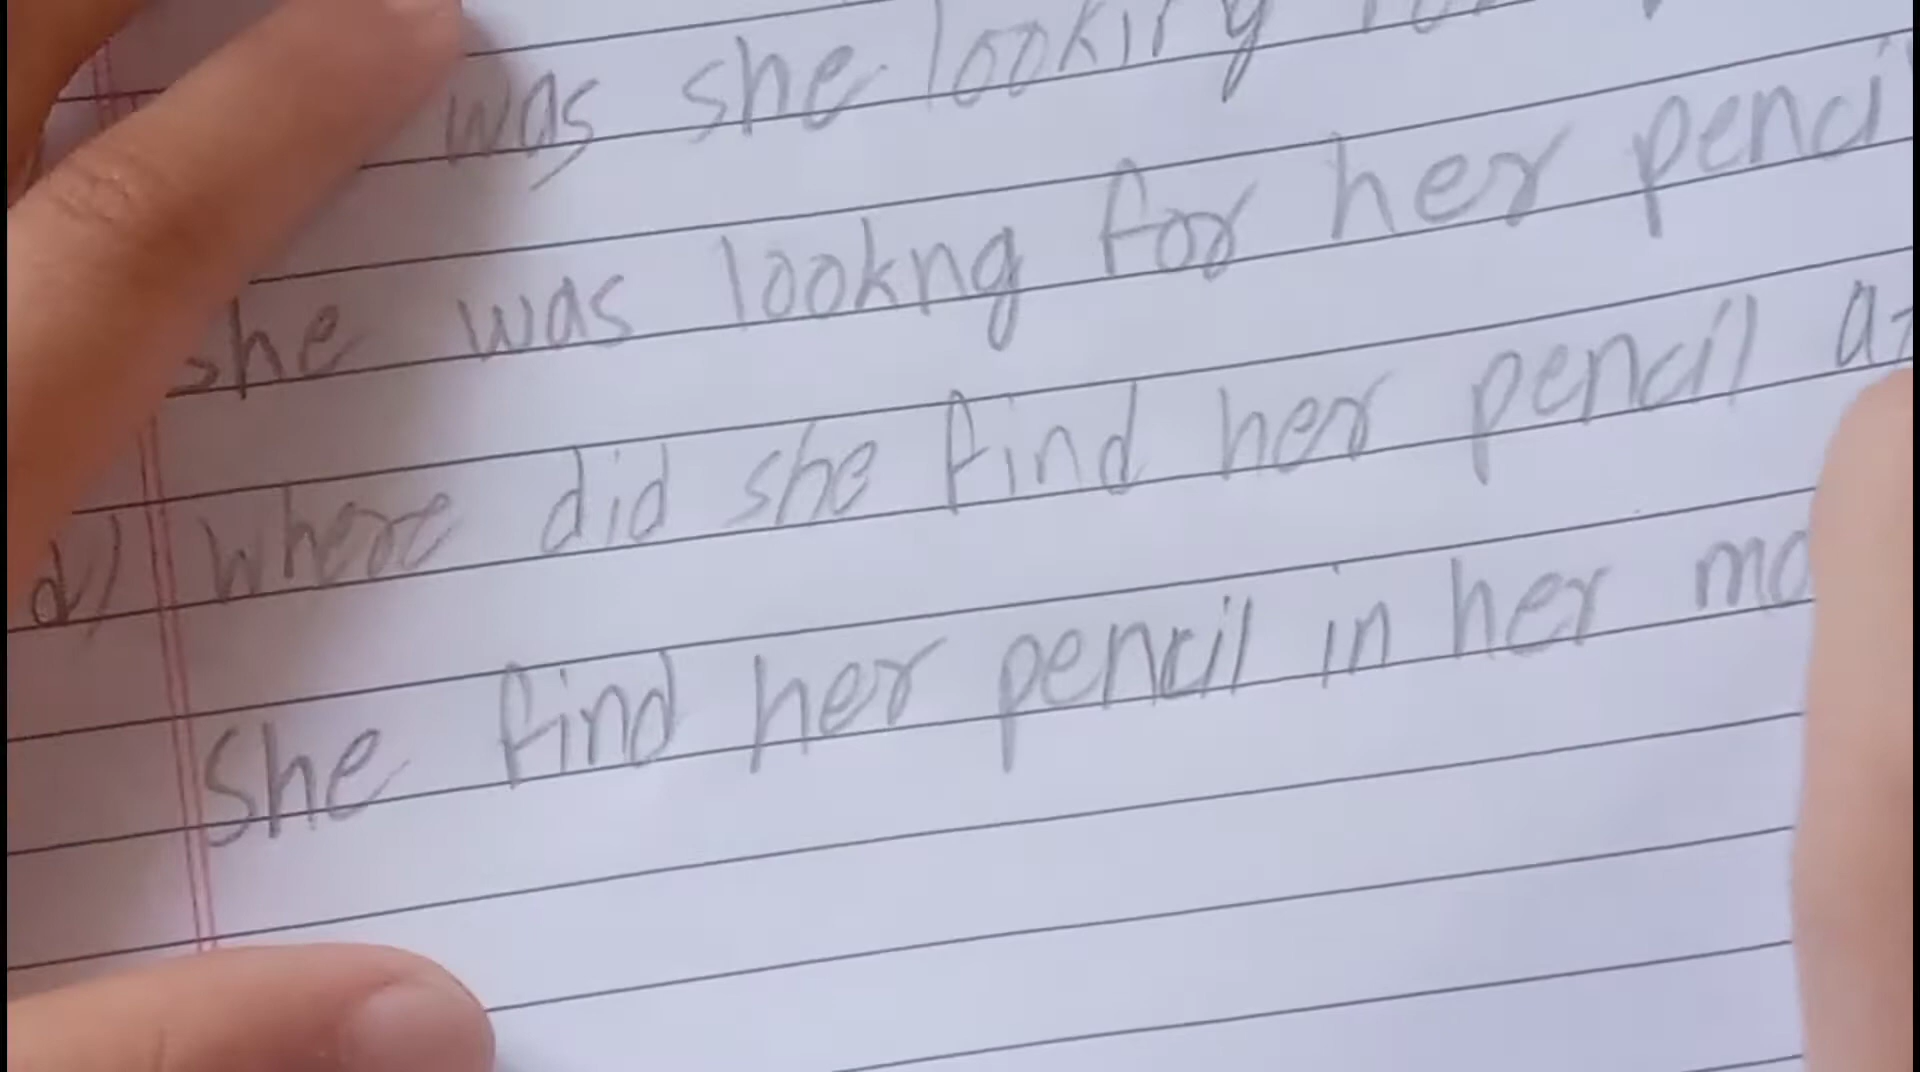 was she looking
she was lookng for her penci
d) where did she find her pencil
She find her pencil in her